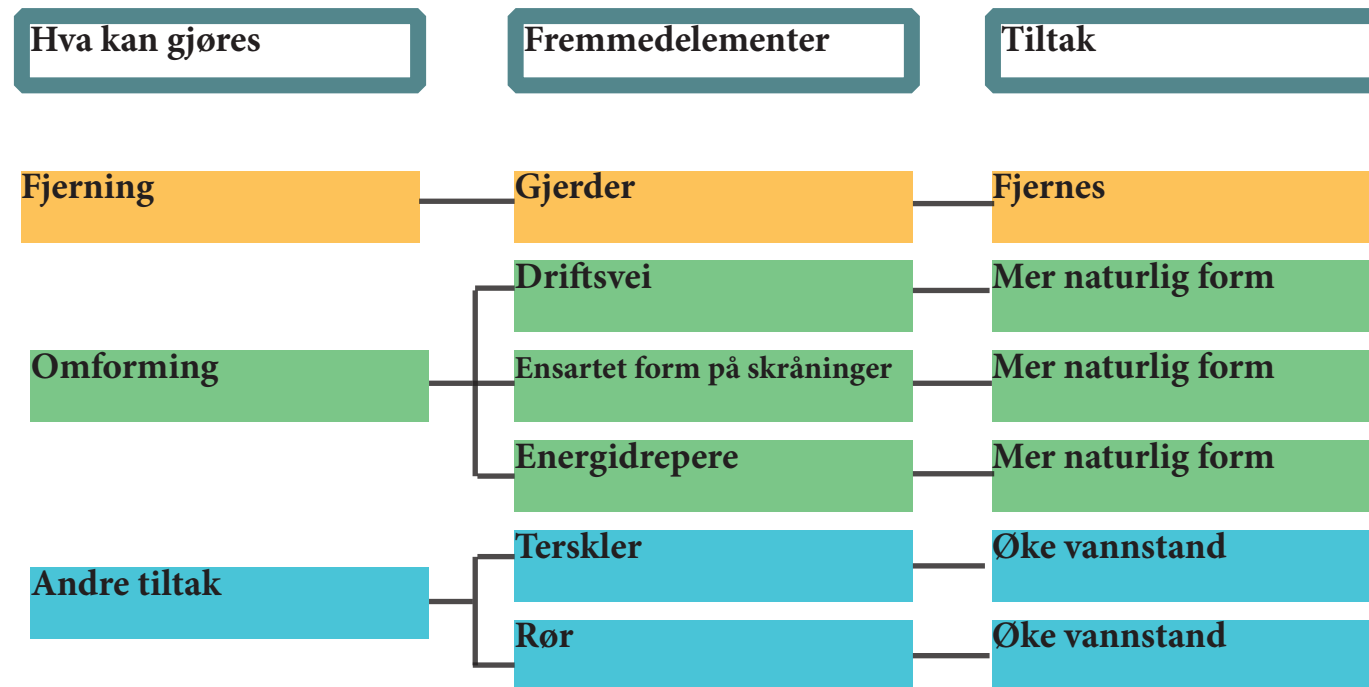 Hva kan gjøres
Fremmedelementer
Tiltak
Fjerning
Gjerder
Fjernes
Driftsvei
Mer naturlig form
Omforming
Ensartet form på skråninger
Mer naturlig form
Energidrepere
Mer naturlig form
Terskler
Øke vannstand
Andre tiltak
Rør
Øke vannstand